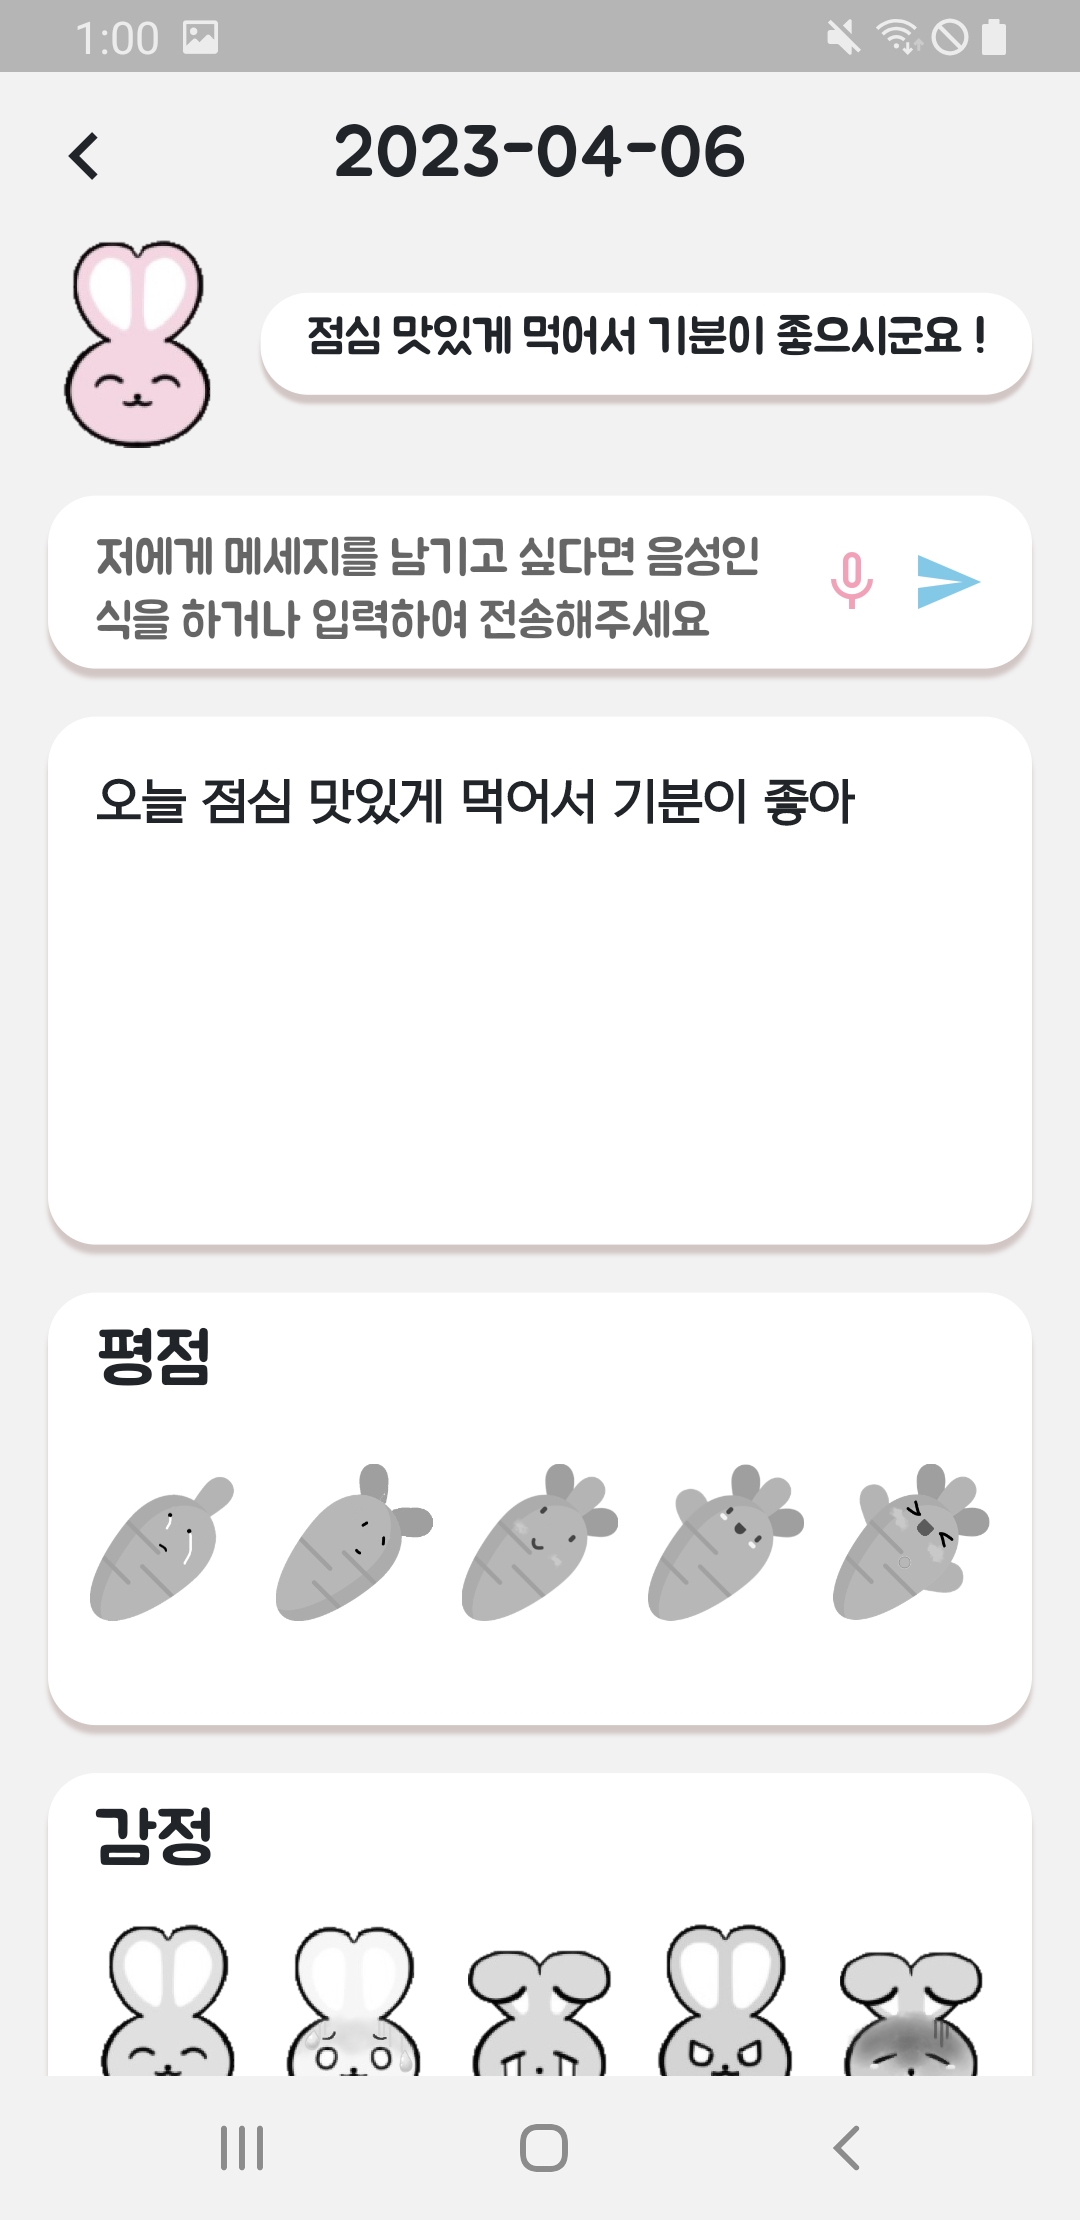 1:00
2023-04-06
점심 맛있게 먹어서 기분이 좋으시군요 !
저에게 메세지를 남기고 싶다면 음성인
식을 하거나 입력하여 전송해주세요
오늘 점심 맛있게 먹어서 기분이 좋아
평점
감정